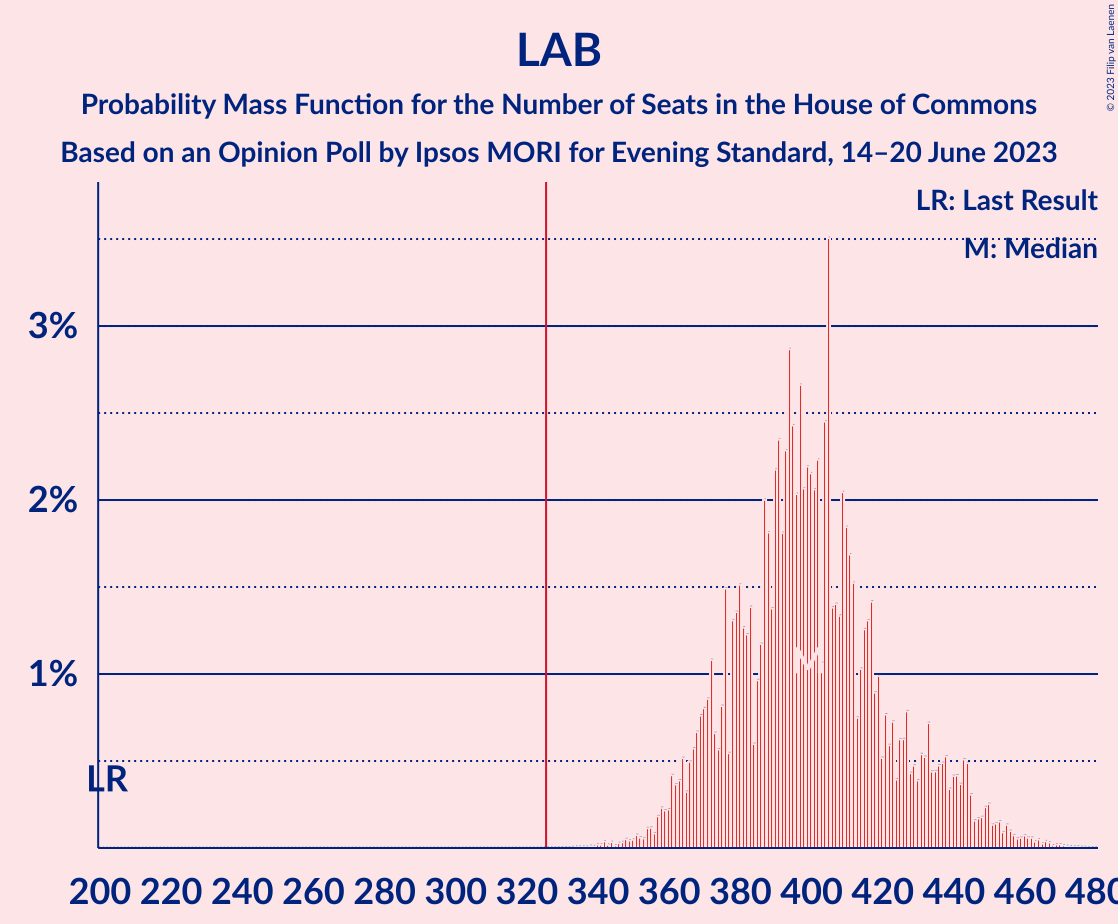 LAB
Probability Mass Function for the Number of Seats in the House of Commons
Based on an Opinion Poll by Ipsos MORI for Evening Standard, 14–20 June 2023
© 2023 Filip van Laenen
LR: Last Result
M: Median
3%
2%
1%
LR
200 220 240 260 280 300 320 340 360 380 400 420 440 460 480